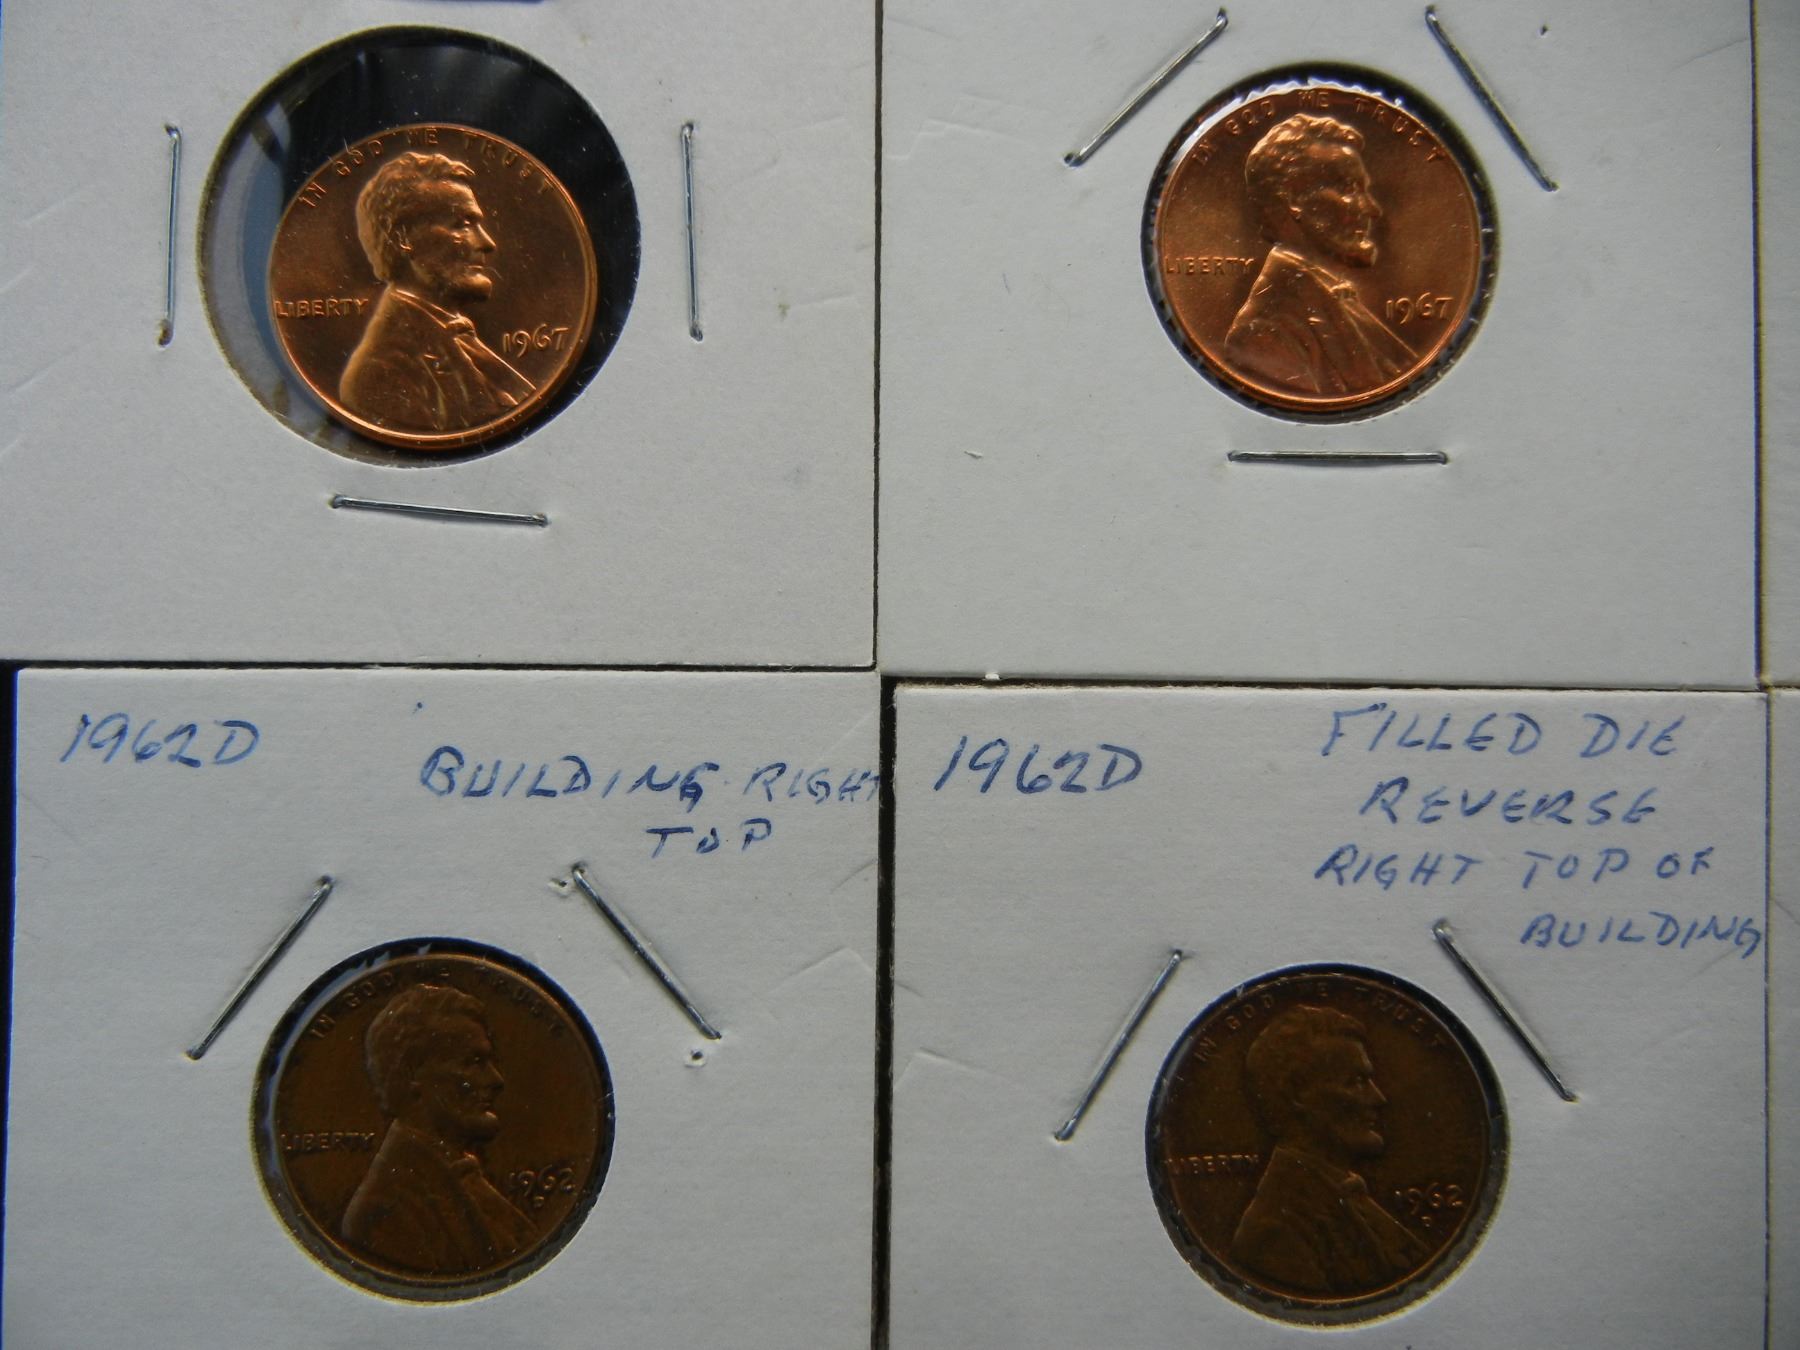 IN GOD WE TRUST
LIBERTY
1967
IN GOD WE TRUST
LIBERTY
1967
1962D
BUILDING RIGHT
TOP
IN GOD WE TRUST
LIBERTY
1962
D
1962D
FILLED DIE
REVERSE
RIGHT TOP OF
BUILDING
IN GOD WE TRUST
LIBERTY
1962
D